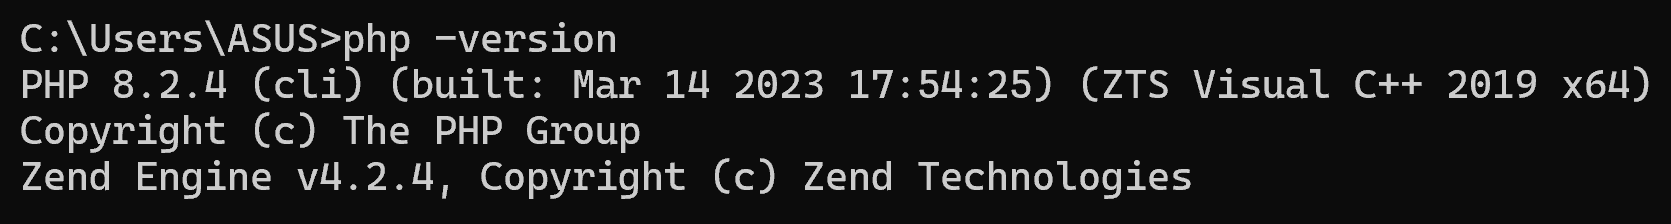 C:\Users\ASUS>php -version
PHP 8.2.4 (cli) (built: Mar 14 2023 17:54:25) (ZTS Visual C++ 2019 x64)
Copyright (c) The PHP Group
Zend Engine v4.2.4, Copyright (c) Zend Technologies